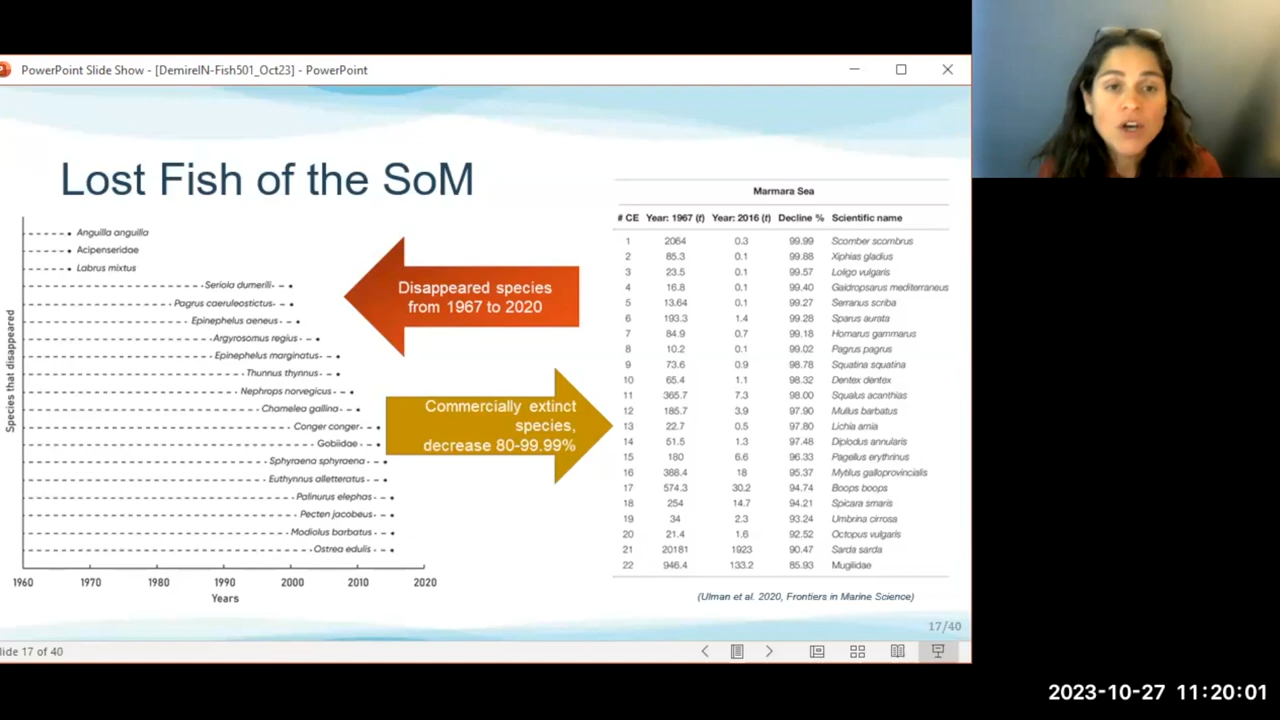 PowerPoint Slide Show - [DemirelN-Fish501_Oct23] - PowerPoint
Lost Fish of the SoM
Species that disappeared
Anguilla anguilla
Acipenseridae
Labrus mixtus
Seriola dumerili
Pagrus caeruleostictus
Epinephelus aeneus
Argyrosomus regius
Epinephelus marginatus
Thunnus thynnus
Nephrops norvegicus
Chamelea gallina
Conger conger
Gobiidae
Sphyraena sphyraena
Euthynnus alletteratus
Palinurus elephas
Pecten jacobeus
Modiolus barbatus
Ostrea edulis
1960 1970 1980 1990 2000 2010 2020
Years
Disappeared species
from 1967 to 2020
Commercially extinct
species,
decrease 80-99.99%
Marmara Sea
# CE Year: 1967 (t) Year: 2016 (t) Decline % Scientific name
1 2064 0.3 99.99 Scomber scombrus
2 85.3 0.1 99.88 Xiphias gladius
3 23.5 0.1 99.57 Loligo vulgaris
4 16.8 0.1 99.40 Gaidropsarus mediterraneus
5 13.64 0.1 99.27 Serranus scriba
6 193.3 1.4 99.28 Sparus aurata
7 84.9 0.7 99.18 Homarus gammarus
8 10.2 0.1 99.02 Pagrus pagrus
9 73.6 0.9 98.78 Squatina squatina
10 65.4 1.1 98.32 Dentex dentex
11 365.7 7.3 98.00 Squalus acanthias
12 185.7 3.9 97.90 Mullus barbatus
13 22.7 0.5 97.80 Lichia amia
14 51.5 1.3 97.48 Diplodus annularis
15 180 6.6 96.33 Pagellus erythrinus
16 388.4 18 95.37 Mytilus galloprovincialis
17 574.3 30.2 94.74 Boops boops
18 254 14.7 94.21 Spicara smaris
19 34 2.3 93.24 Umbrina cirrosa
20 21.4 1.6 92.52 Octopus vulgaris
21 20181 1923 90.47 Sarda sarda
22 946.4 133.2 85.93 Mugilidae
(Ulman et al. 2020, Frontiers in Marine Science)
17/40
lide 17 of 40
2023-10-27 11:20:01